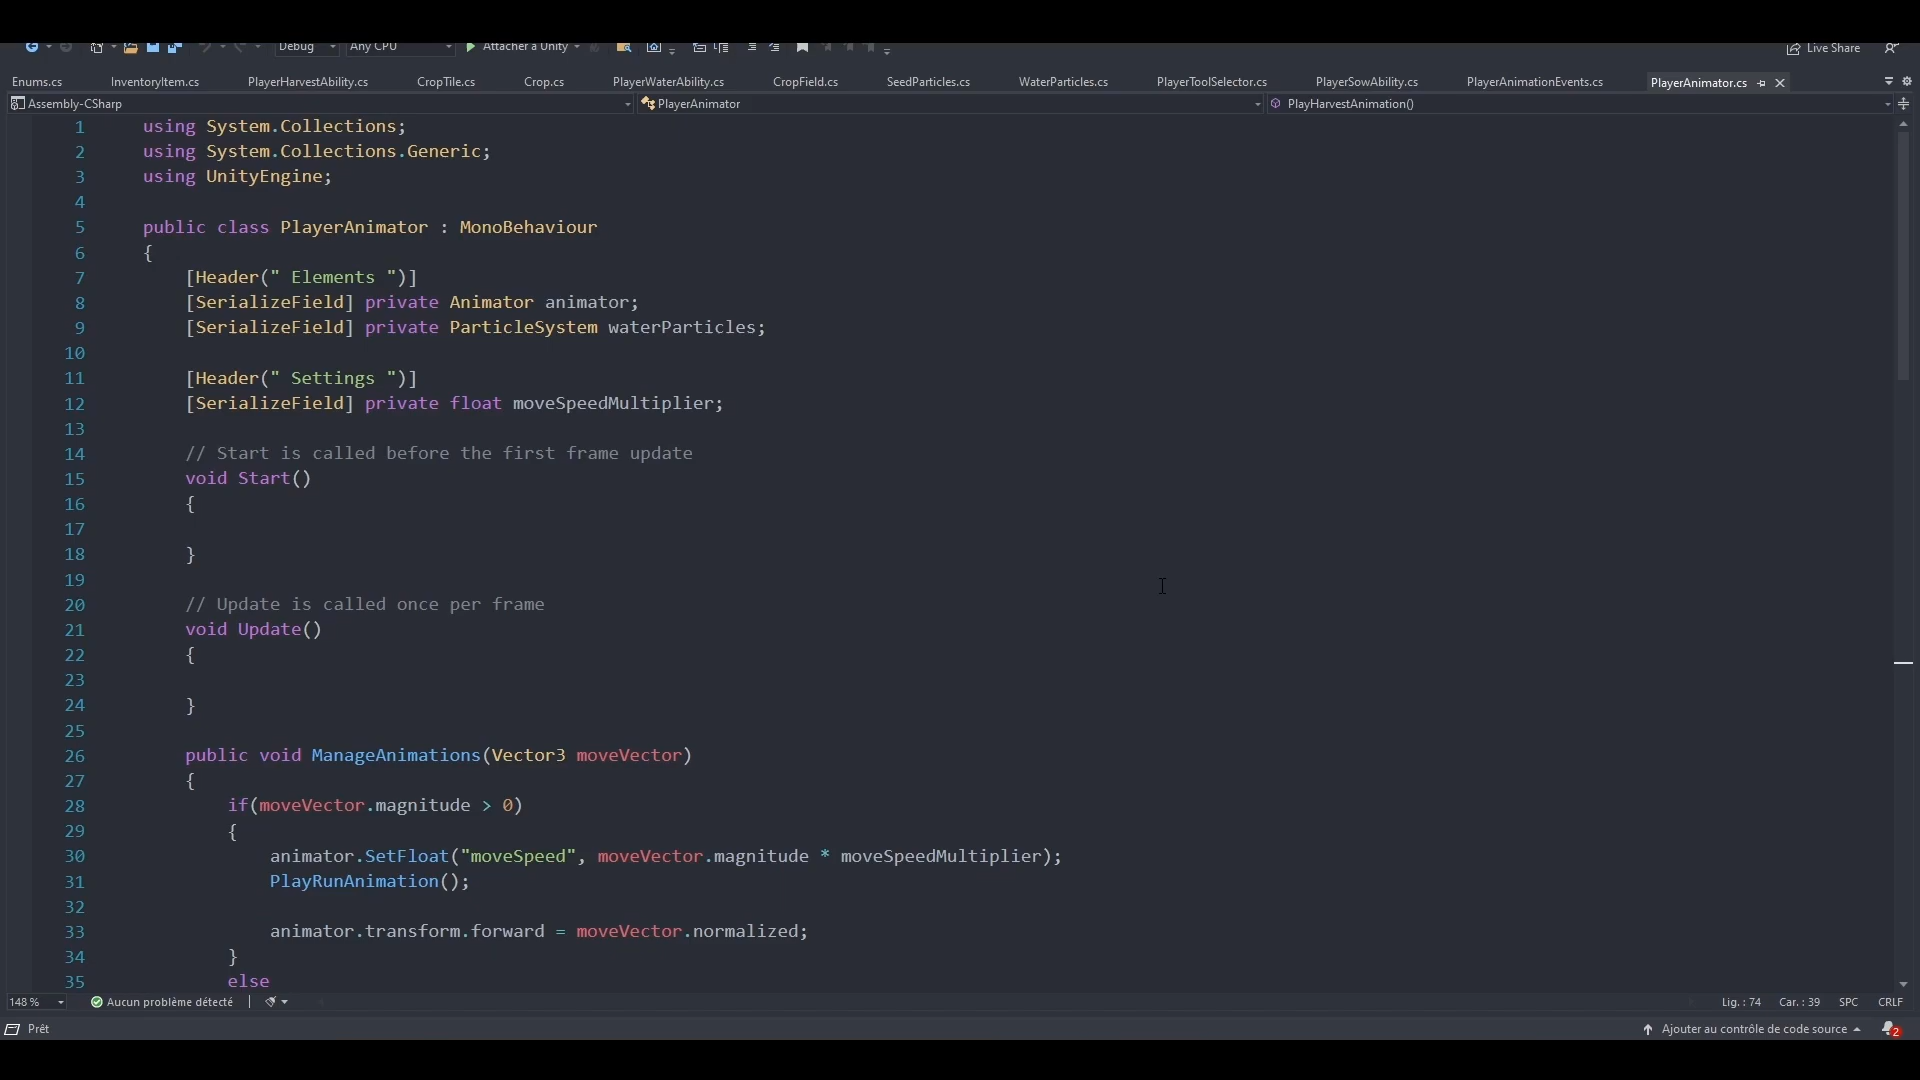 Debug Any CPU Attacher à Unity Live Share
Enums.cs InventoryItem.cs PlayerHarvestAbility.cs CropTile.cs Crop.cs PlayerWaterAbility.cs CropField.cs SeedParticles.cs WaterParticles.cs PlayerToolSelector.cs PlayerSowAbility.cs PlayerAnimationEvents.cs PlayerAnimator.cs
Assembly-CSharp PlayerAnimator PlayHarvestAnimation()
1 using System.Collections;
2 using System.Collections.Generic;
3 using UnityEngine;
4
5 public class PlayerAnimator : MonoBehaviour
6 {
7 [Header(" Elements ")]
8 [SerializeField] private Animator animator;
9 [SerializeField] private ParticleSystem waterParticles;
10
11 [Header(" Settings ")]
12 [SerializeField] private float moveSpeedMultiplier;
13
14 // Start is called before the first frame update
15 void Start()
16 {
17
18 }
19
20 // Update is called once per frame
21 void Update()
22 {
23
24 }
25
26 public void ManageAnimations(Vector3 moveVector)
27 {
28 if(moveVector.magnitude > 0)
29 {
30 animator.SetFloat("moveSpeed", moveVector.magnitude * moveSpeedMultiplier);
31 PlayRunAnimation();
32
33 animator.transform.forward = moveVector.normalized;
34 }
35 else
148 % Aucun problème détecté Lig. : 74 Car. : 39 SPC CRLF
Prêt Ajouter au contrôle de code source 2